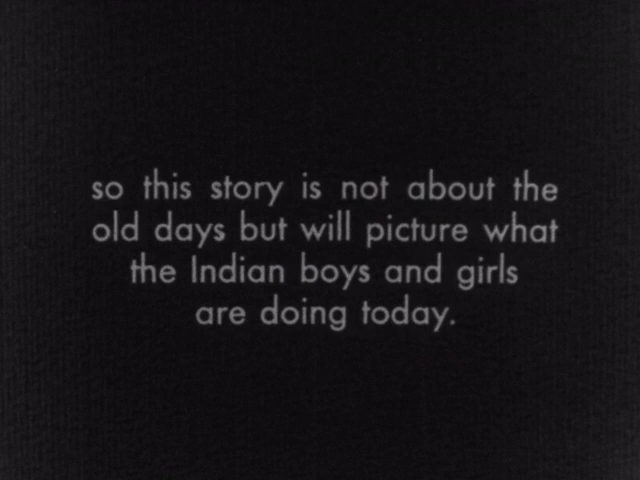 so this story is not about the
old days but will picture what
the Indian boys and girls
are doing today.